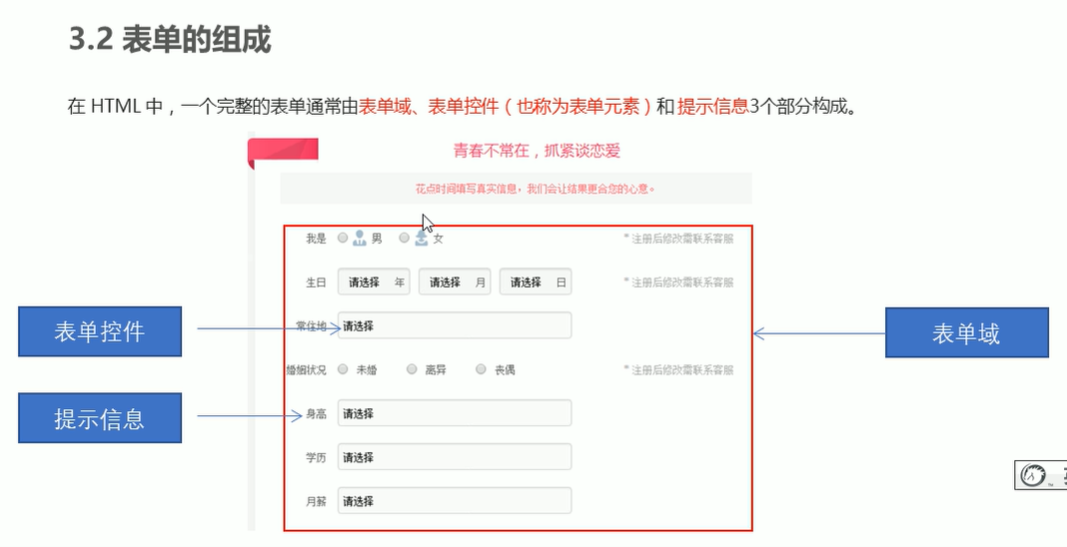 3.2 表单的组成
在 HTML 中，一个完整的表单通常由表单域、表单控件（也称为表单元素）和 提示信息3个部分构成。
青春不常在，抓紧谈恋爱
花点时间填写真实信息，我们会让结果更合您的心意。
我是 男 女 * 注册后修改需联系客服
生日 请选择 年 请选择 月 请选择 日 * 注册后修改需联系客服
表单控件
常住地 请选择
表单域
婚姻状况 未婚 离异 丧偶 * 注册后修改需联系客服
提示信息
身高 请选择
学历 请选择
月薪 请选择